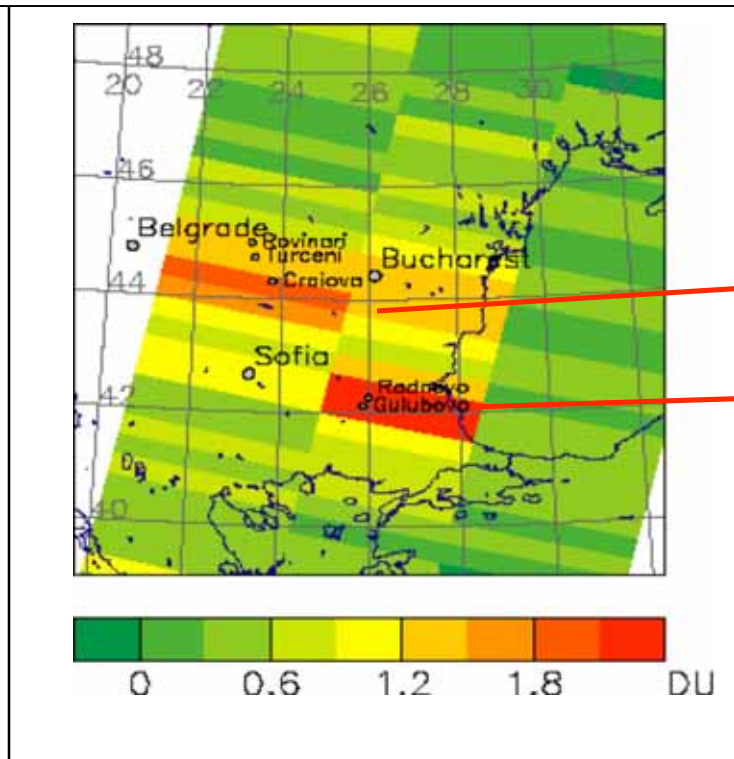 48
20 22 24 26 28 30
46
Belgrade
Rovinari
Turceni
Bucharest
Craiova
44
Sofia
Radnovo
Gulubovo
42
40
0 0.6 1.2 1.8 DU